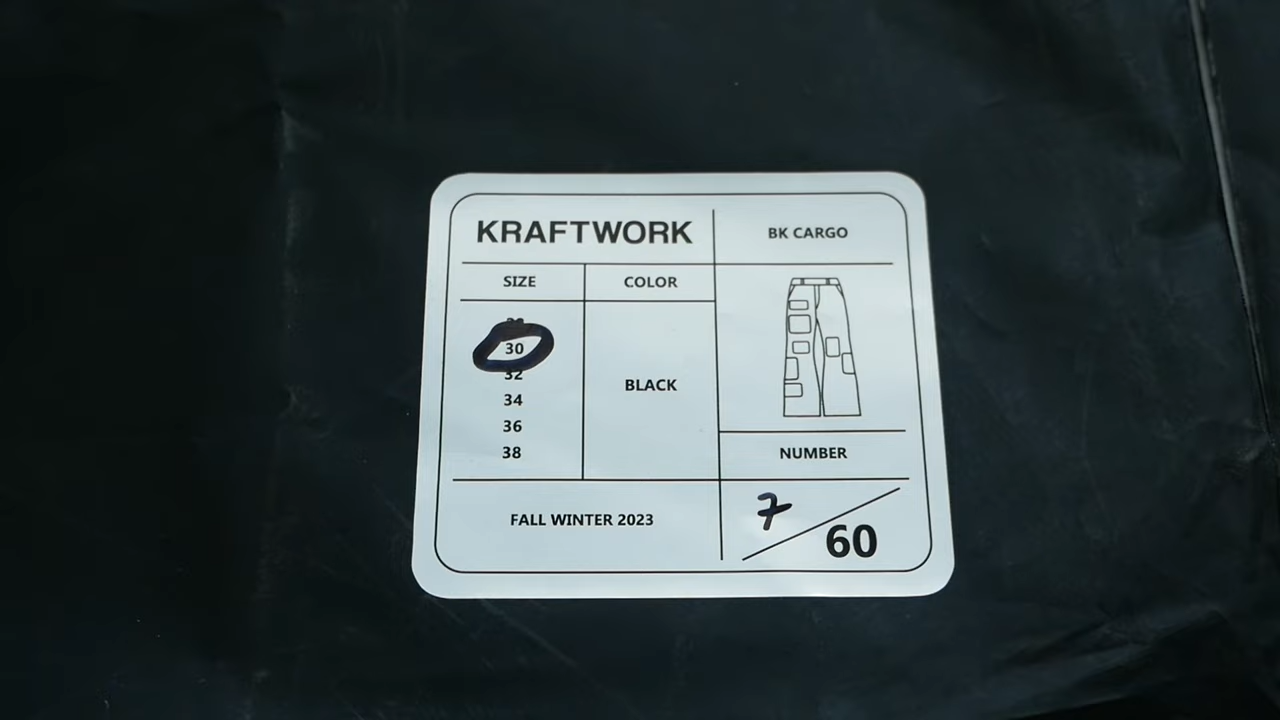 KRAFTWORK
BK CARGO
SIZE
COLOR
30
32
34
36
38
BLACK
NUMBER
FALL WINTER 2023
7
60